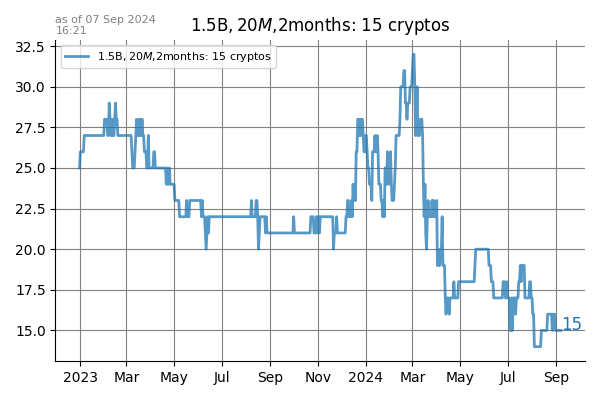 as of 07 Sep 2024
16:21
1.5B, 20M,2months: 15 cryptos
1.5B, 20M,2months: 15 cryptos
32.5
30.0
27.5
25.0
22.5
20.0
17.5
15.0
15
2023 Mar May Jul Sep Nov 2024 Mar May Jul Sep